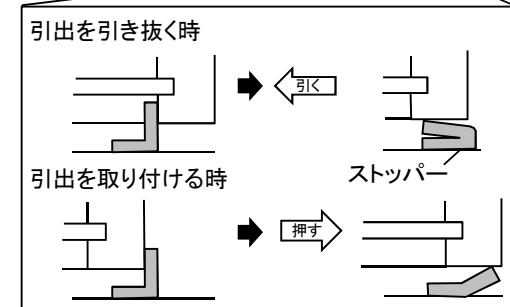 引出を引き抜く時
引く
ストッパー
引出を取り付ける時
押す